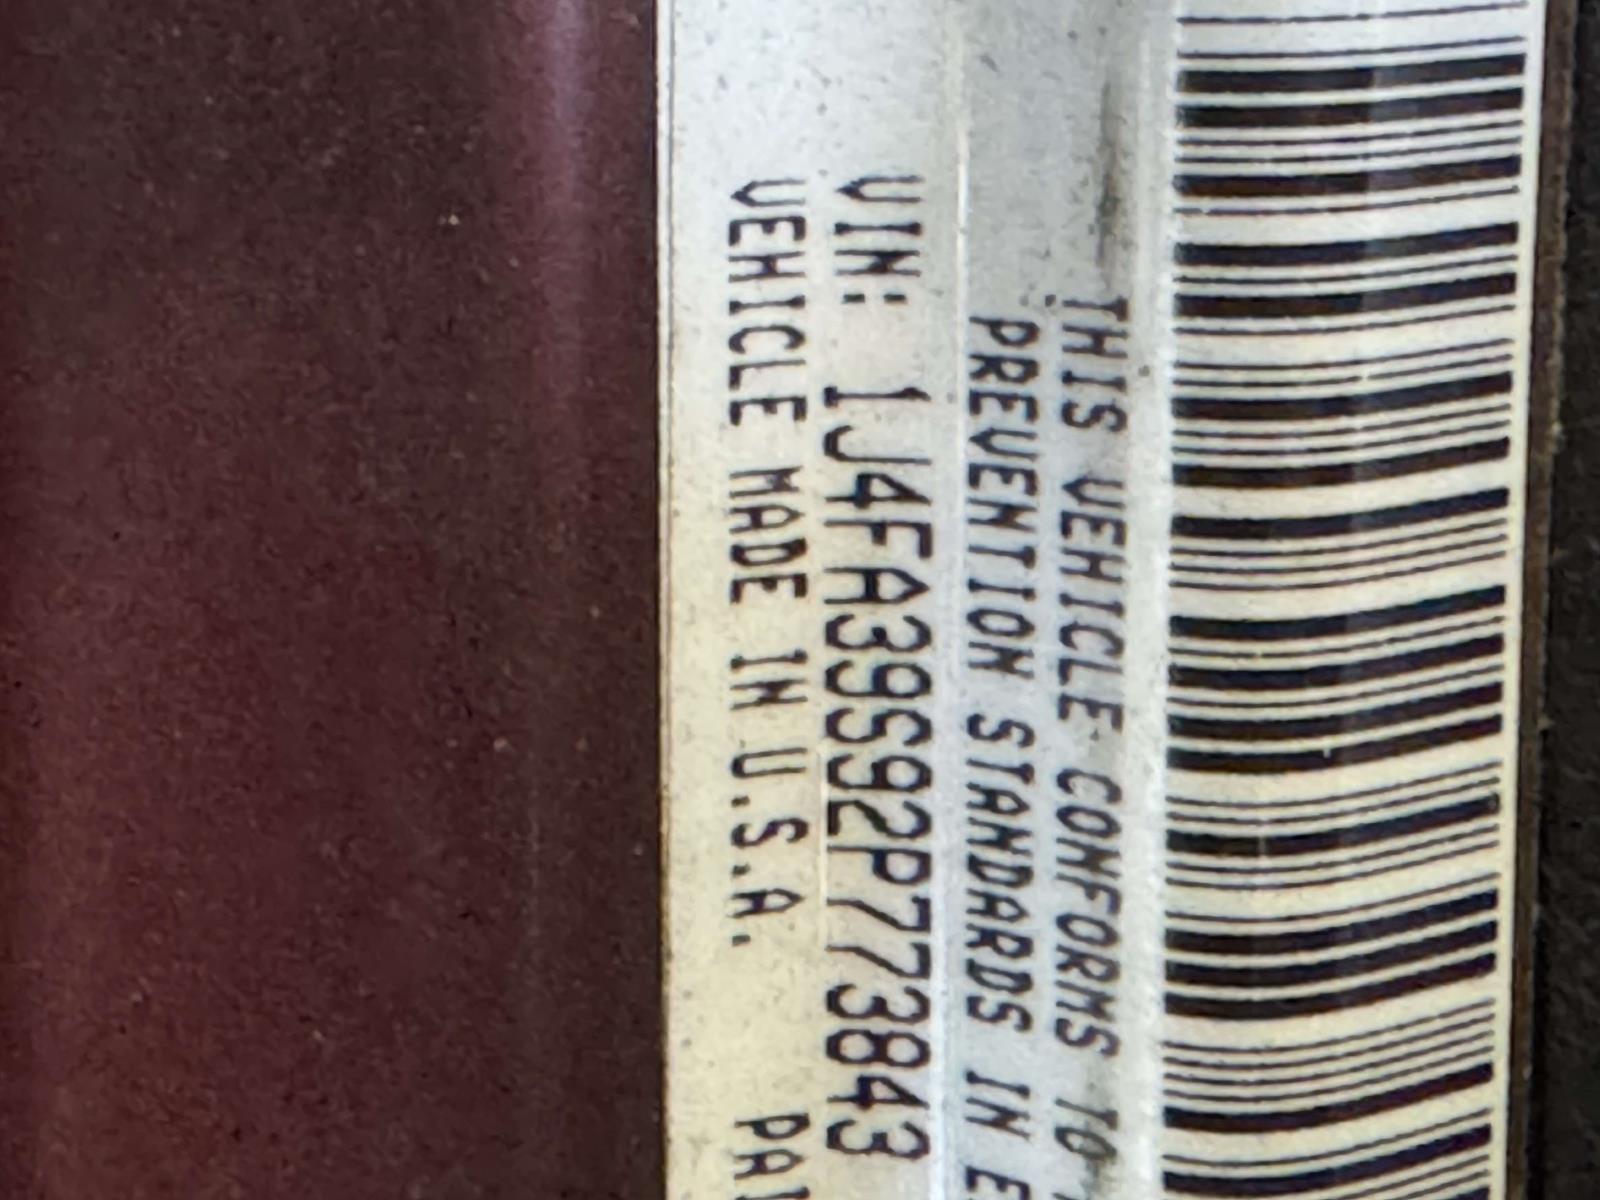 THIS VEHICLE CONFORMS TO
PREVENTION STANDARDS IN
VIN: 1J4FA39S92P773843
VEHICLE MADE IN U.S.A.